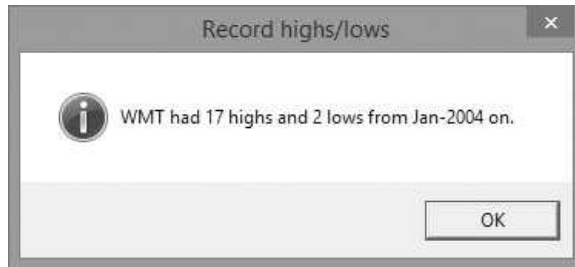 Record highs/lows
WMT had 17 highs and 2 lows from Jan-2004 on.
OK